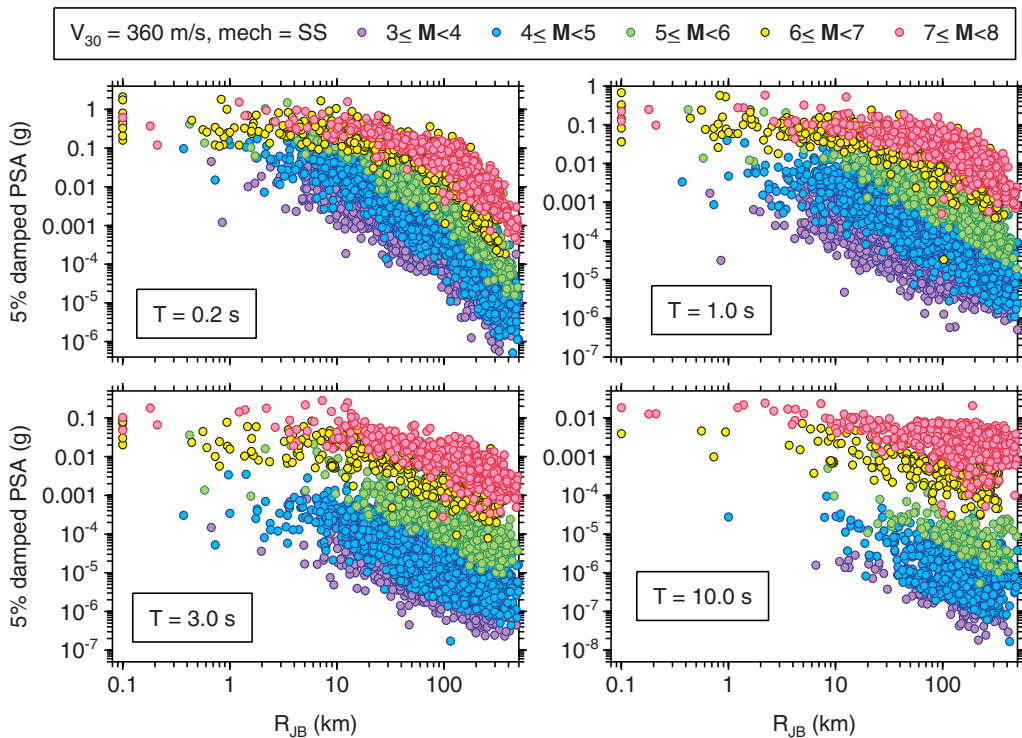 V30 = 360 m/s, mech = SS 3≤ M<4 4≤ M<5 5≤ M<6 6≤ M<7 7≤ M<8
5% damped PSA (g)
1
0.1
0.01
0.001
10-4
10-5
10-6
T = 0.2 s
1
0.1
0.01
0.001
10-4
10-5
10-6
10-7
T = 1.0 s
5% damped PSA (g)
0.1
0.01
0.001
10-4
10-5
10-6
10-7
T = 3.0 s
0.1 1 10 100
RJB (km)
0.01
0.001
10-4
10-5
10-6
10-7
10-8
T = 10.0 s
0.1 1 10 100
RJB (km)